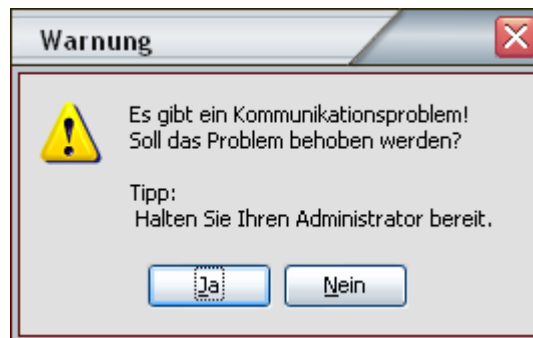 Warnung
Es gibt ein Kommunikationsproblem!
Soll das Problem behoben werden?
Tipp:
Halten Sie Ihren Administrator bereit.
Ja
Nein